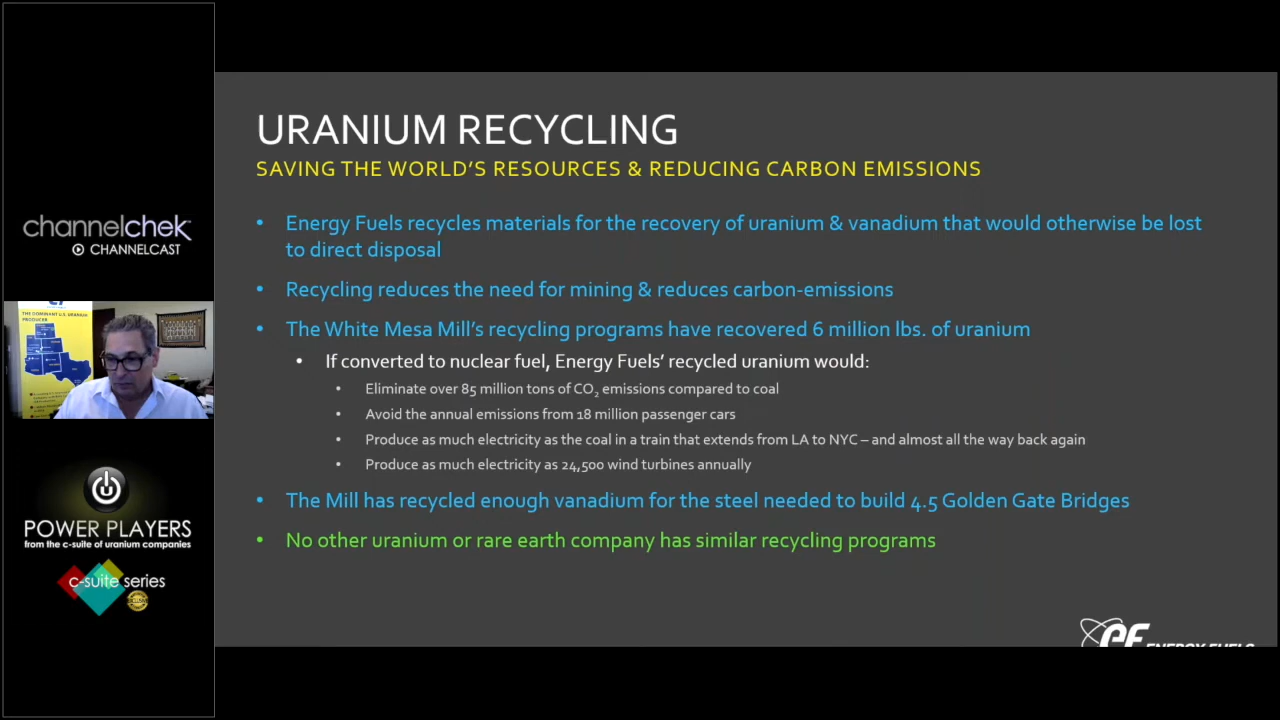 URANIUM RECYCLING
SAVING THE WORLD'S RESOURCES & REDUCING CARBON EMISSIONS
• Energy Fuels recycles materials for the recovery of uranium & vanadium that would otherwise be lost
to direct disposal
• Recycling reduces the need for mining & reduces carbon-emissions
• The White Mesa Mill's recycling programs have recovered 6 million lbs. of uranium
• If converted to nuclear fuel, Energy Fuels' recycled uranium would:
• Eliminate over 85 million tons of CO₂ emissions compared to coal
• Avoid the annual emissions from 18 million passenger cars
• Produce as much electricity as the coal in a train that extends from LA to NYC – and almost all the way back again
• Produce as much electricity as 24,500 wind turbines annually
• The Mill has recycled enough vanadium for the steel needed to build 4.5 Golden Gate Bridges
• No other uranium or rare earth company has similar recycling programs
ENERGY FUELS
channelchek
CHANNELCAST
THE DOMINANT U.S. URANIUM
PRODUCER
POWER PLAYERS
from the c-suite of uranium companies
c-suite series